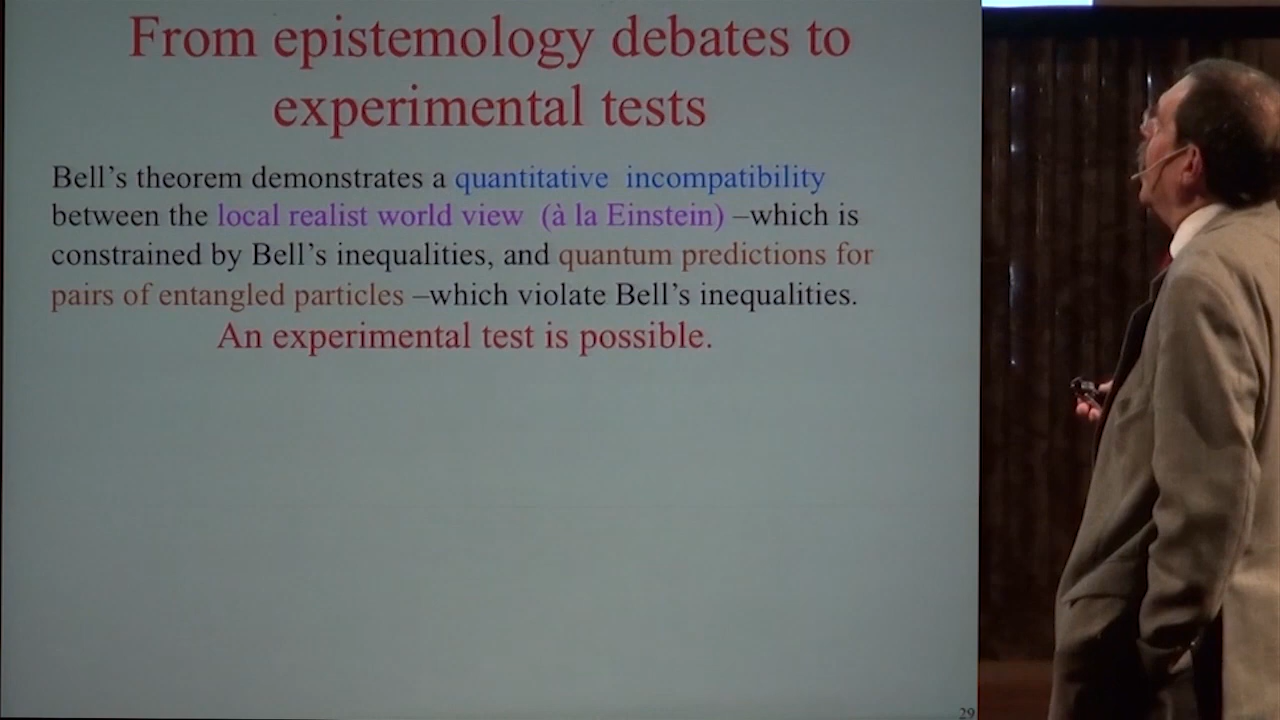 From epistemology debates to
experimental tests
Bell’s theorem demonstrates a quantitative incompatibility
between the local realist world view (à la Einstein) –which is
constrained by Bell’s inequalities, and quantum predictions for
pairs of entangled particles –which violate Bell’s inequalities.
An experimental test is possible.
29